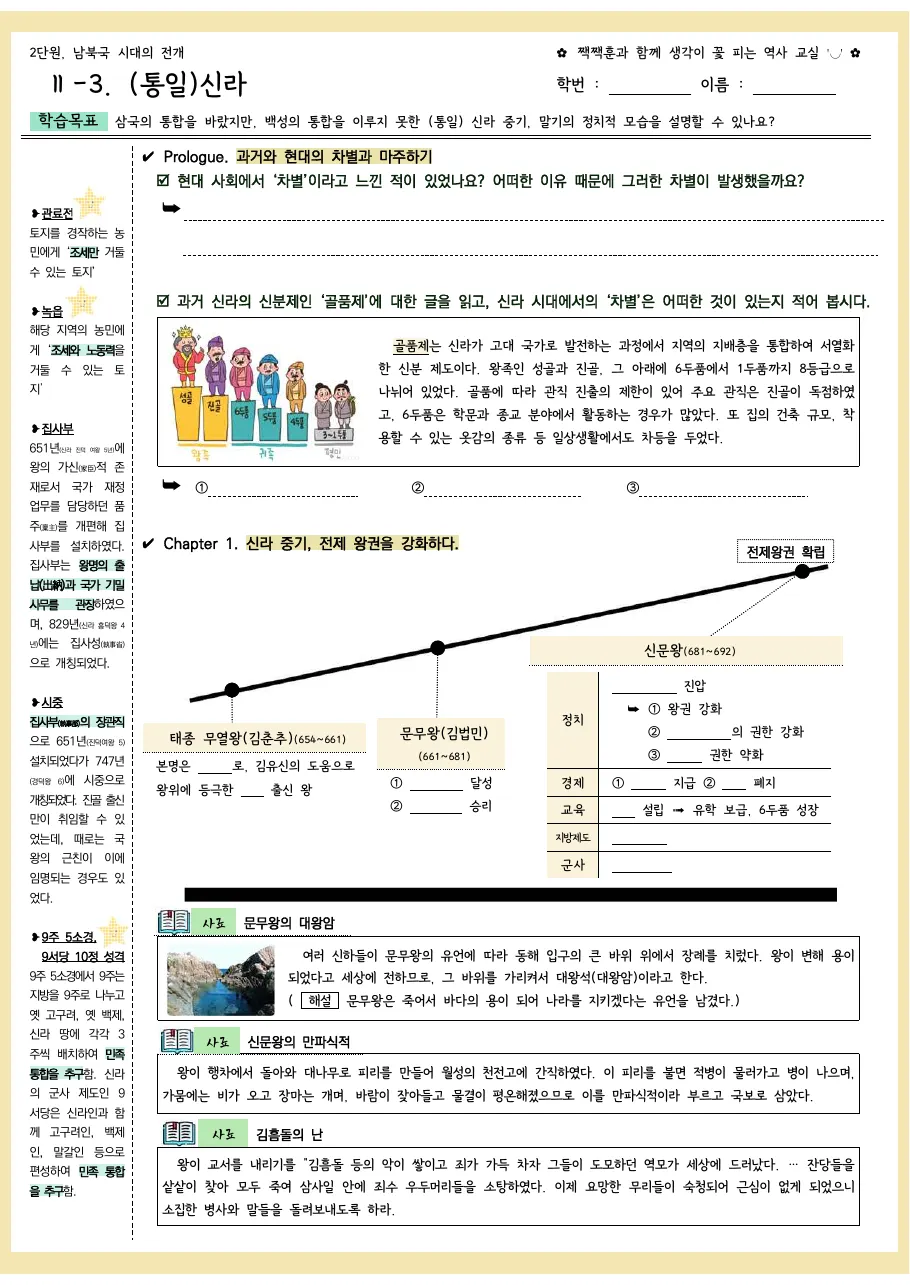 2단원, 남북국 시대의 전개
✿ 짹짹훈과 함께 생각이 꽃 피는 역사 교실 ✿
Ⅱ-3. (통일)신라
학번 : 이름 :
학습목표 삼국의 통합을 바랐지만, 백성의 통합을 이루지 못한 (통일) 신라 중기, 말기의 정치적 모습을 설명할 수 있나요?
❥관료전
토지를 경작하는 농
민에게 ‘조세만 거둘
수 있는 토지’
❥녹읍
해당 지역의 농민에
게 ‘조세와 노동력을
거둘 수 있는 토
지’
❥집사부
651년(신라 진덕 여왕 5년)에
왕의 가신(家臣)적 존
재로서 국가 재정
업무를 담당하던 품
주(稟主)를 개편해 집
사부를 설치하였다.
집사부는 왕명의 출
납(出納)과 국가 기밀
사무를 관장하였으
며, 829년(신라 흥덕왕 4
년)에는 집사성(執事省)
으로 개칭되었다.
❥시중
집사부(執事部)의 장관직
으로 651년(진덕여왕 5)
설치되었다가 747년
(경덕왕 6)에 시중으로
개칭되었다. 진골 출신
만이 취임할 수 있
었는데, 때로는 국
왕의 근친이 이에
임명되는 경우도 있
었다.
❥9주 5소경,
9서당 10정 성격
9주 5소경에서 9주는
지방을 9주로 나누고
옛 고구려, 옛 백제,
신라 땅에 각각 3
주씩 배치하여 민족
통합을 추구함. 신라
의 군사 제도인 9
서당은 신라인과 함
께 고구려인, 백제
인, 말갈인 등으로
편성하여 민족 통합
을 추구함.
✔ Prologue. 과거와 현대의 차별과 마주하기
☑ 현대 사회에서 ‘차별’이라고 느낀 적이 있었나요? 어떠한 이유 때문에 그러한 차별이 발생했을까요?
➥
☑ 과거 신라의 신분제인 ‘골품제’에 대한 글을 읽고, 신라 시대에서의 ‘차별’은 어떠한 것이 있는지 적어 봅시다.
성골 진골 6두품 5두품 4두품 3~1두품
왕족 귀족 평민
골품제는 신라가 고대 국가로 발전하는 과정에서 지역의 지배층을 통합하여 서열화
한 신분 제도이다. 왕족인 성골과 진골, 그 아래에 6두품에서 1두품까지 8등급으로
나뉘어 있었다. 골품에 따라 관직 진출의 제한이 있어 주요 관직은 진골이 독점하였
고, 6두품은 학문과 종교 분야에서 활동하는 경우가 많았다. 또 집의 건축 규모, 착
용할 수 있는 옷감의 종류 등 일상생활에서도 차등을 두었다.
➥ ① ② ③
✔ Chapter 1. 신라 중기, 전제 왕권을 강화하다.
전제왕권 확립
태종 무열왕(김춘추)(654~661)
본명은 로, 김유신의 도움으로
왕위에 등극한 출신 왕
문무왕(김법민)
(661~681)
① 달성
② 승리
신문왕(681~692)
정치
진압
➥ ① 왕권 강화
② 의 권한 강화
③ 권한 약화
경제 ① 지급 ② 폐지
교육 설립 ➟ 유학 보급, 6두품 성장
지방제도
군사
사료 문무왕의 대왕암
여러 신하들이 문무왕의 유언에 따라 동해 입구의 큰 바위 위에서 장례를 치렀다. 왕이 변해 용이
되었다고 세상에 전하므로, 그 바위를 가리켜서 대왕석(대왕암)이라고 한다.
( 해설 문무왕은 죽어서 바다의 용이 되어 나라를 지키겠다는 유언을 남겼다.)
사료 신문왕의 만파식적
왕이 행차에서 돌아와 대나무로 피리를 만들어 월성의 천전고에 간직하였다. 이 피리를 불면 적병이 물러가고 병이 나으며,
가뭄에는 비가 오고 장마는 개며, 바람이 잦아들고 물결이 평온해졌으므로 이를 만파식적이라 부르고 국보로 삼았다.
사료 김흠돌의 난
왕이 교서를 내리기를 "김흠돌 등의 악이 쌓이고 죄가 가득 차자 그들이 도모하던 역모가 세상에 드러났다. … 잔당들을
샅샅이 찾아 모두 죽여 삼사일 안에 죄수 우두머리들을 소탕하였다. 이제 요망한 무리들이 숙청되어 근심이 없게 되었으니
소집한 병사와 말들을 돌려보내도록 하라.